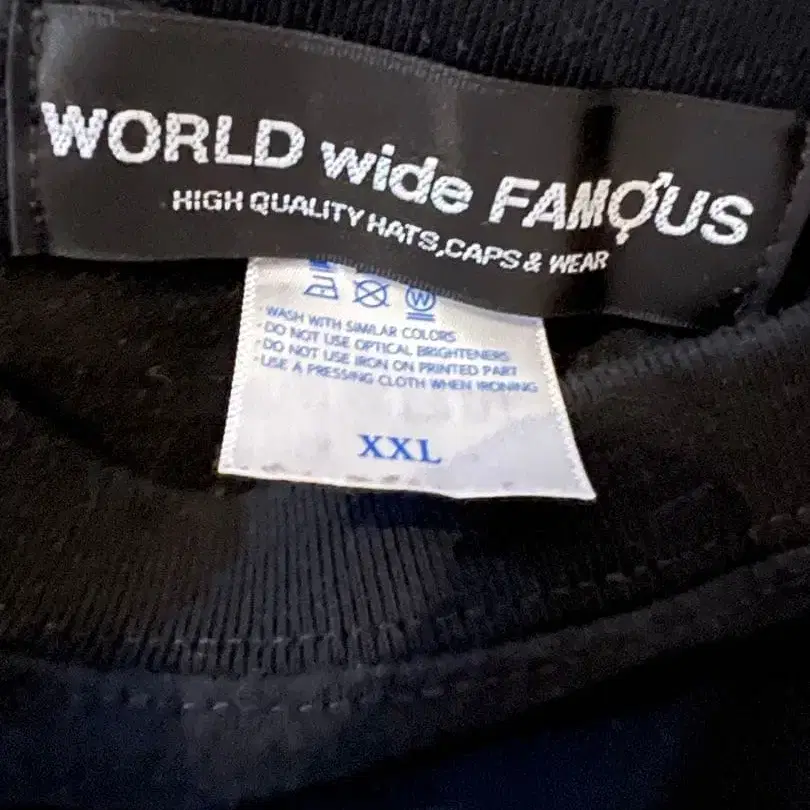 WORLD wide FAMOUS
HIGH QUALITY HATS,CAPS & WEAR
W
·WASH WITH SIMILAR COLORS
·DO NOT USE OPTICAL BRIGHTENERS
·DO NOT USE IRON ON PRINTED PART
·USE A PRESSING CLOTH WHEN IRONING
XXL